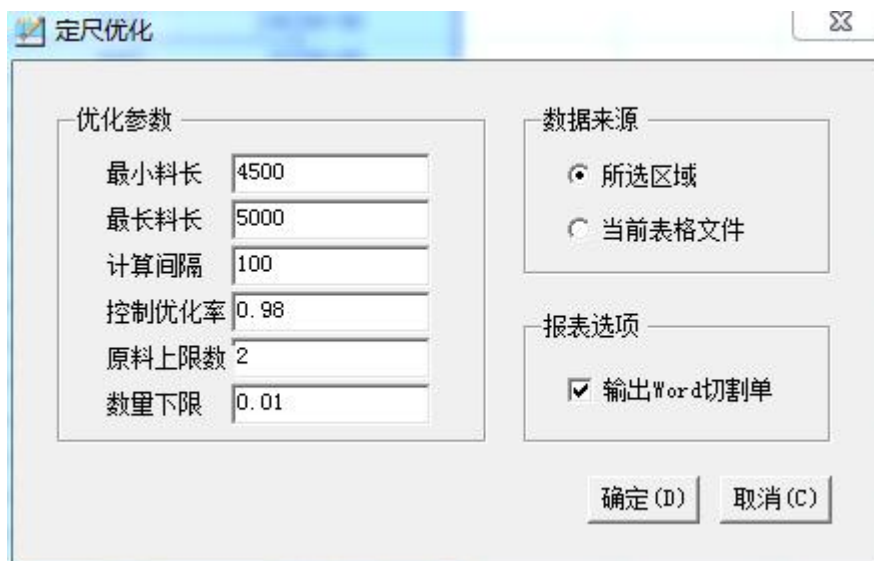 定尺优化
优化参数
最小料长 4500
最长料长 5000
计算间隔 100
控制优化率 0.98
原料上限数 2
数量下限 0.01
数据来源
所选区域
当前表格文件
报表选项
输出Word切割单
确定(D) 取消(C)